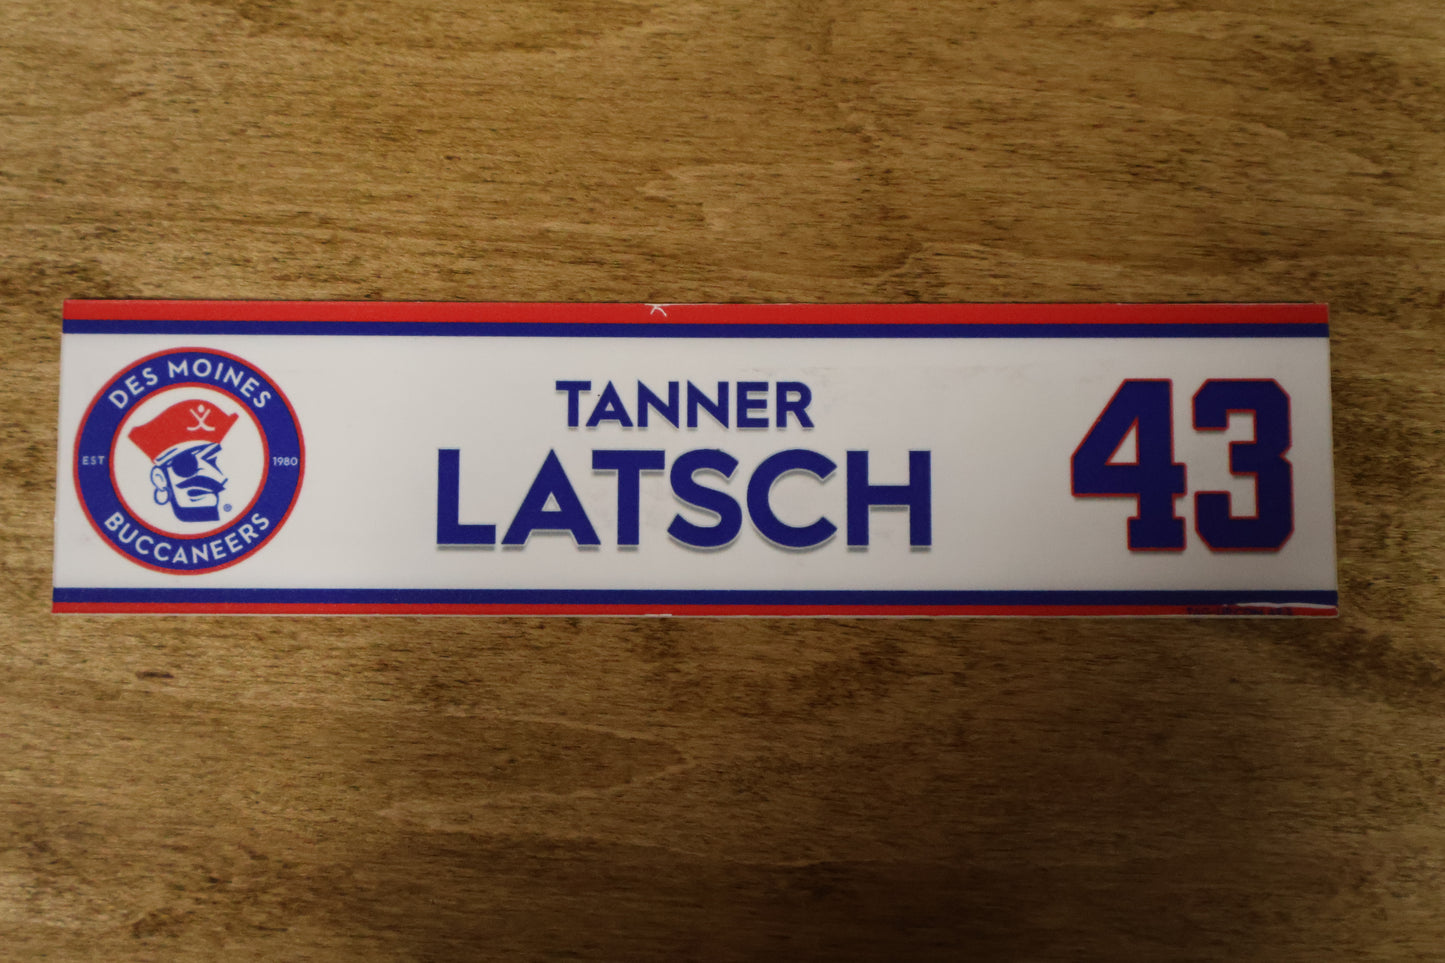 DES MOINES
EST 1980
BUCCANEERS
®
TANNER
LATSCH
43